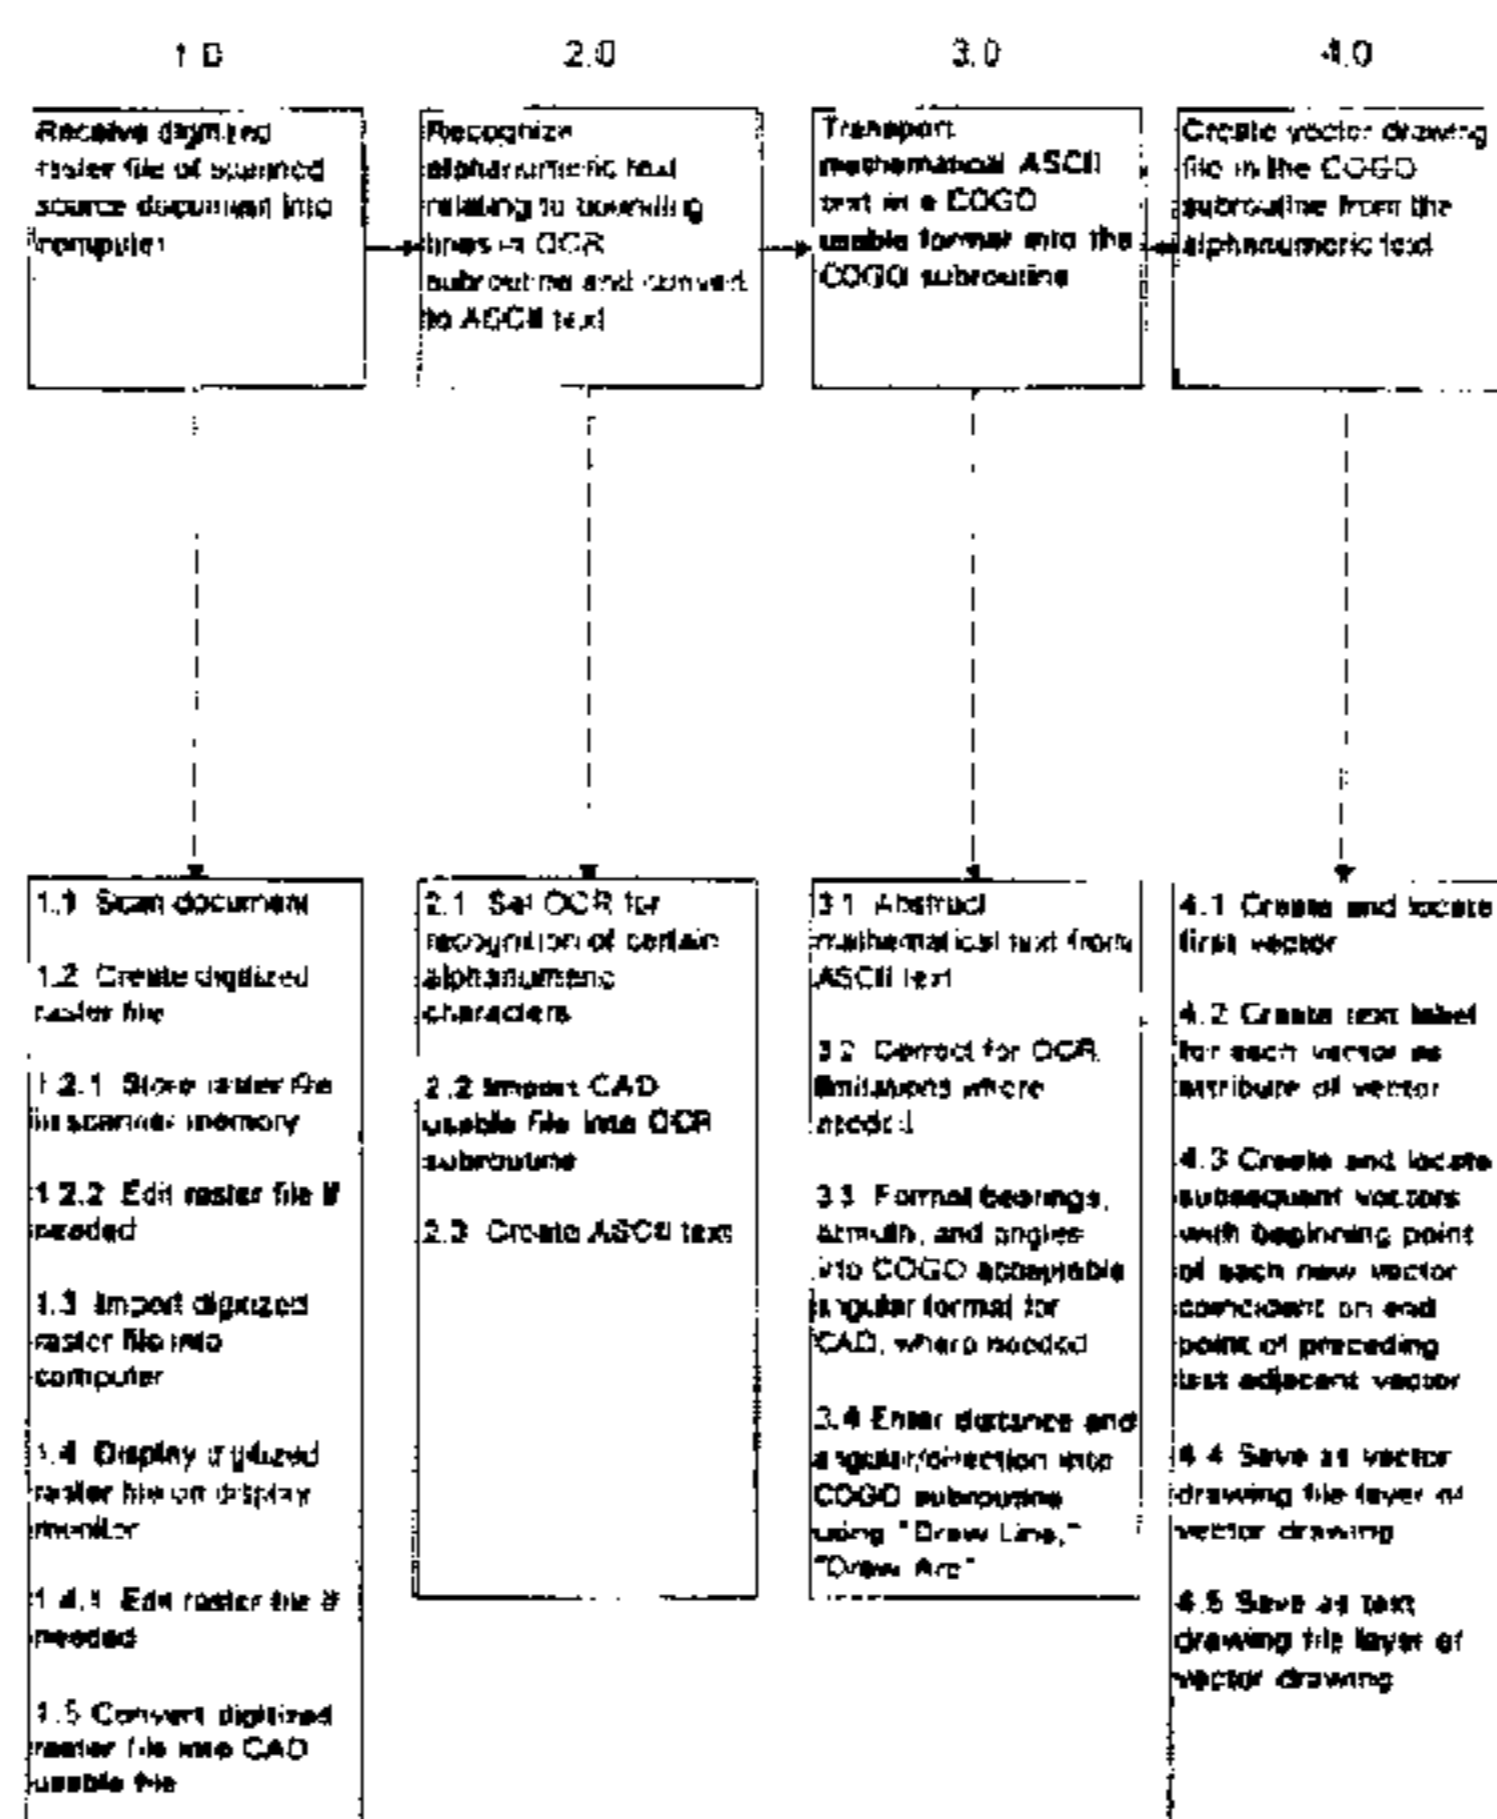 1.0
2.0
3.0
4.0
Receive digitized
raster file of scanned
source document into
computer
Recognize
alphanumeric text
relating to bounding
lines in OCR
subroutine and convert
to ASCII text
Transport
mathematical ASCII
text in a COGO
usable format into the
COGO subroutine
Create vector drawing
file in the COGO
subroutine from the
alphanumeric text
1.1 Scan document
1.2 Create digitized
raster file
1.2.1 Store raster file
in scanner memory
1.2.2 Edit raster file if
needed
1.3 Import digitized
raster file into
computer
1.4 Display digitized
raster file on display
monitor
1.4.1 Edit raster file if
needed
1.5 Convert digitized
raster file into CAD
usable file
2.1 Set OCR for
recognition of certain
alphanumeric
characters
2.2 Import CAD
usable file into OCR
subroutine
2.3 Create ASCII text
3.1 Abstract
mathematical text from
ASCII text
3.2 Correct for OCR
limitations where
needed
3.3 Format bearings,
azimuth, and angles
into COGO acceptable
angular format for
CAD, where needed
3.4 Enter distance and
angular/direction into
COGO subroutine
using "Draw Line,"
"Draw Arc"
4.1 Create and locate
first vector
4.2 Create text label
for each vector as
attribute of vector
4.3 Create and locate
subsequent vectors
with beginning point
of each new vector
coincident on end
point of preceding
last adjacent vector
4.4 Save as vector
drawing file layer of
vector drawing
4.5 Save as text
drawing file layer of
vector drawing